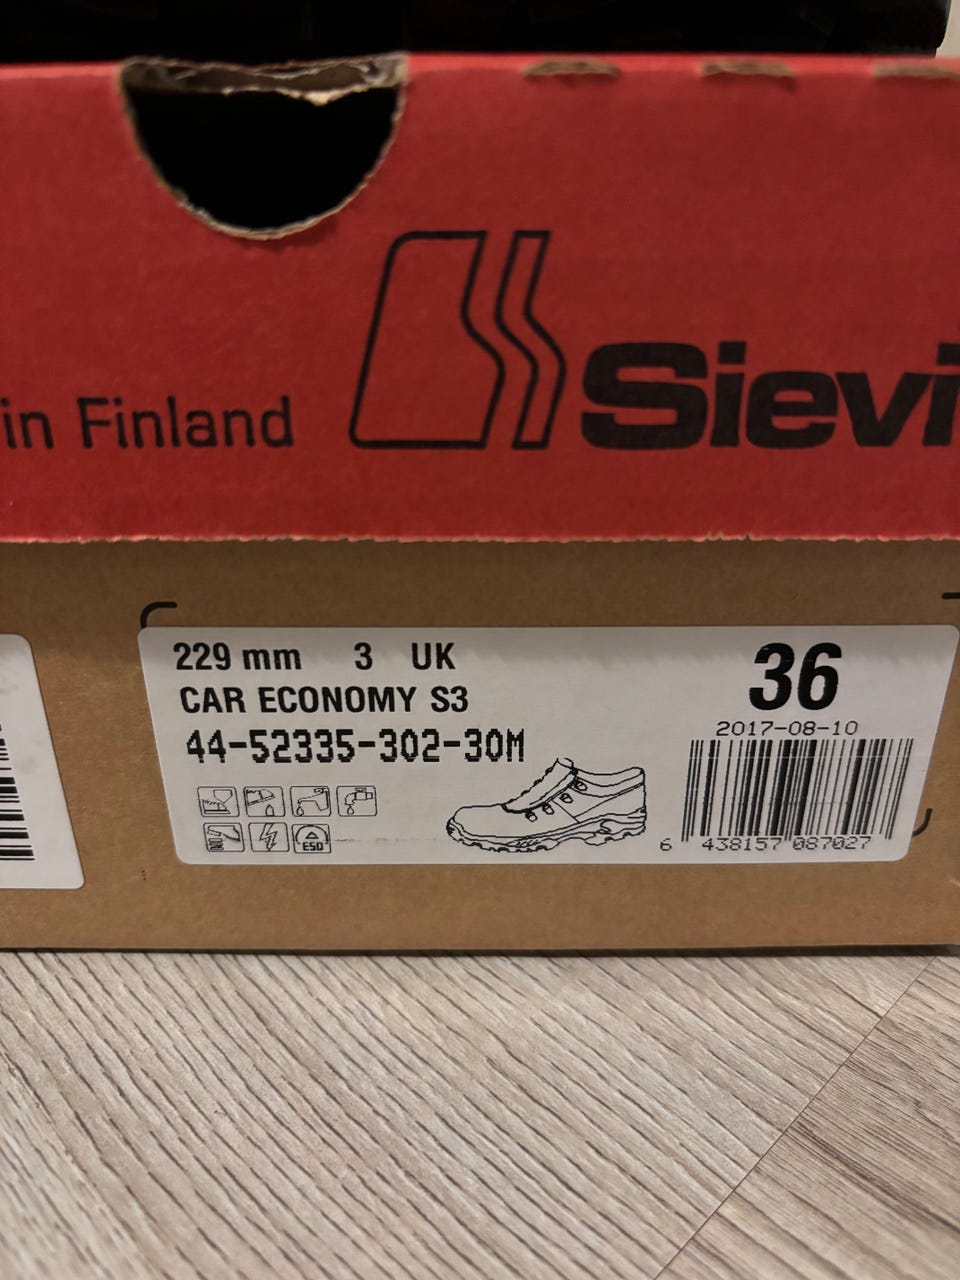 in Finland
Sievi
229 mm 3 UK
CAR ECONOMY S3
44-52335-302-30M
36
2017-08-10
ESD
6 438157 087027